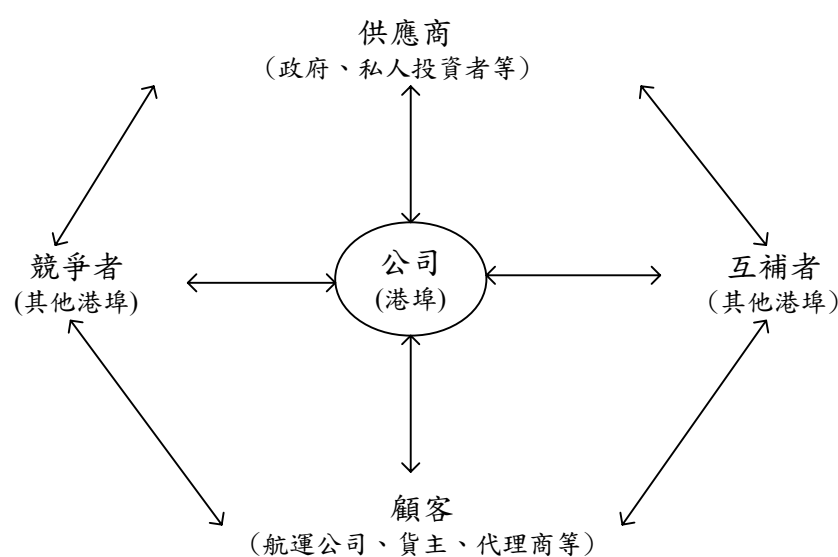 供應商
（政府、私人投資者等）
競爭者
(其他港埠)
公司
(港埠)
互補者
（其他港埠）
顧客
（航運公司、貨主、代理商等）